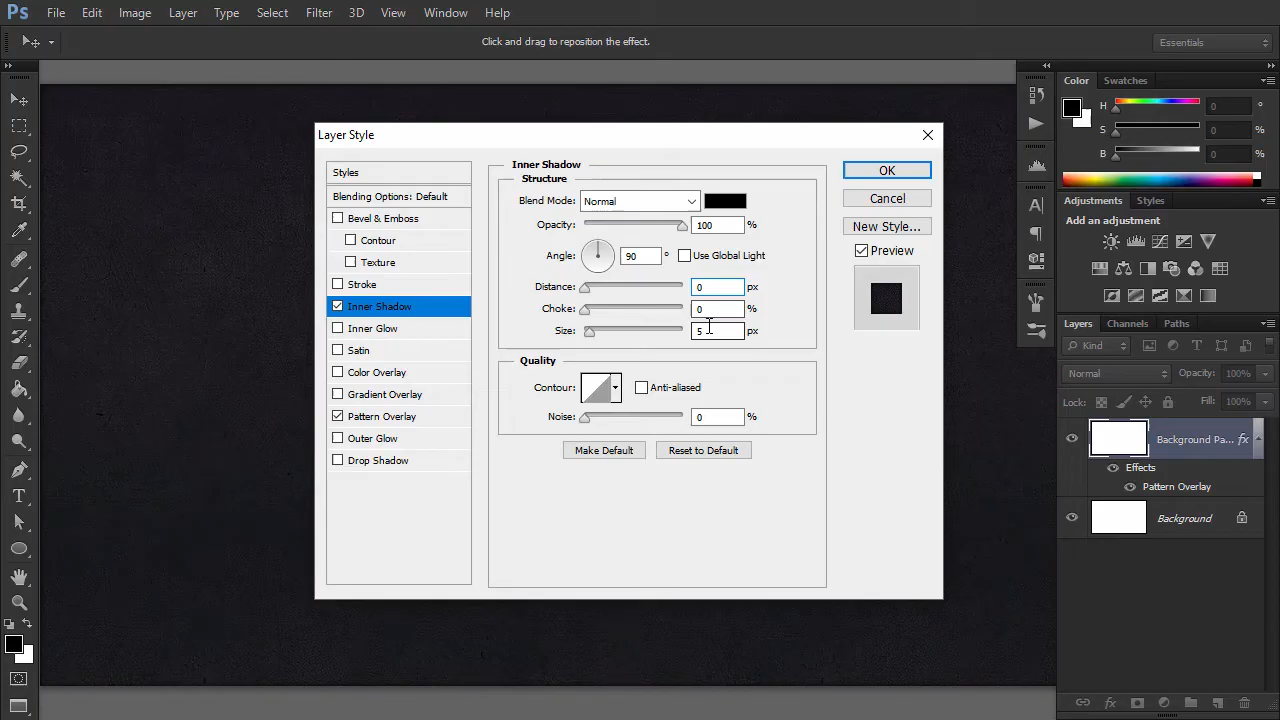 Ps File Edit Image Layer Type Select Filter 3D View Window Help
Click and drag to reposition the effect.
Essentials
Layer Style
Styles
Blending Options: Default
Bevel & Emboss
Contour
Texture
Stroke
Inner Shadow
Inner Glow
Satin
Color Overlay
Gradient Overlay
Pattern Overlay
Outer Glow
Drop Shadow
Inner Shadow
Structure
Blend Mode: Normal
Opacity: 100 %
Angle: 90 ° Use Global Light
Distance: 0 px
Choke: 0 %
Size: 5 px
Quality
Contour: Anti-aliased
Noise: 0 %
Make Default Reset to Default
OK
Cancel
New Style...
Preview
Color Swatches
H 0 °
S 0 %
B 0 %
Adjustments Styles
Add an adjustment
Layers Channels Paths
Kind T
Normal Opacity: 100%
Lock: Fill: 100%
Background Pa... fx
Effects
Pattern Overlay
Background
fx